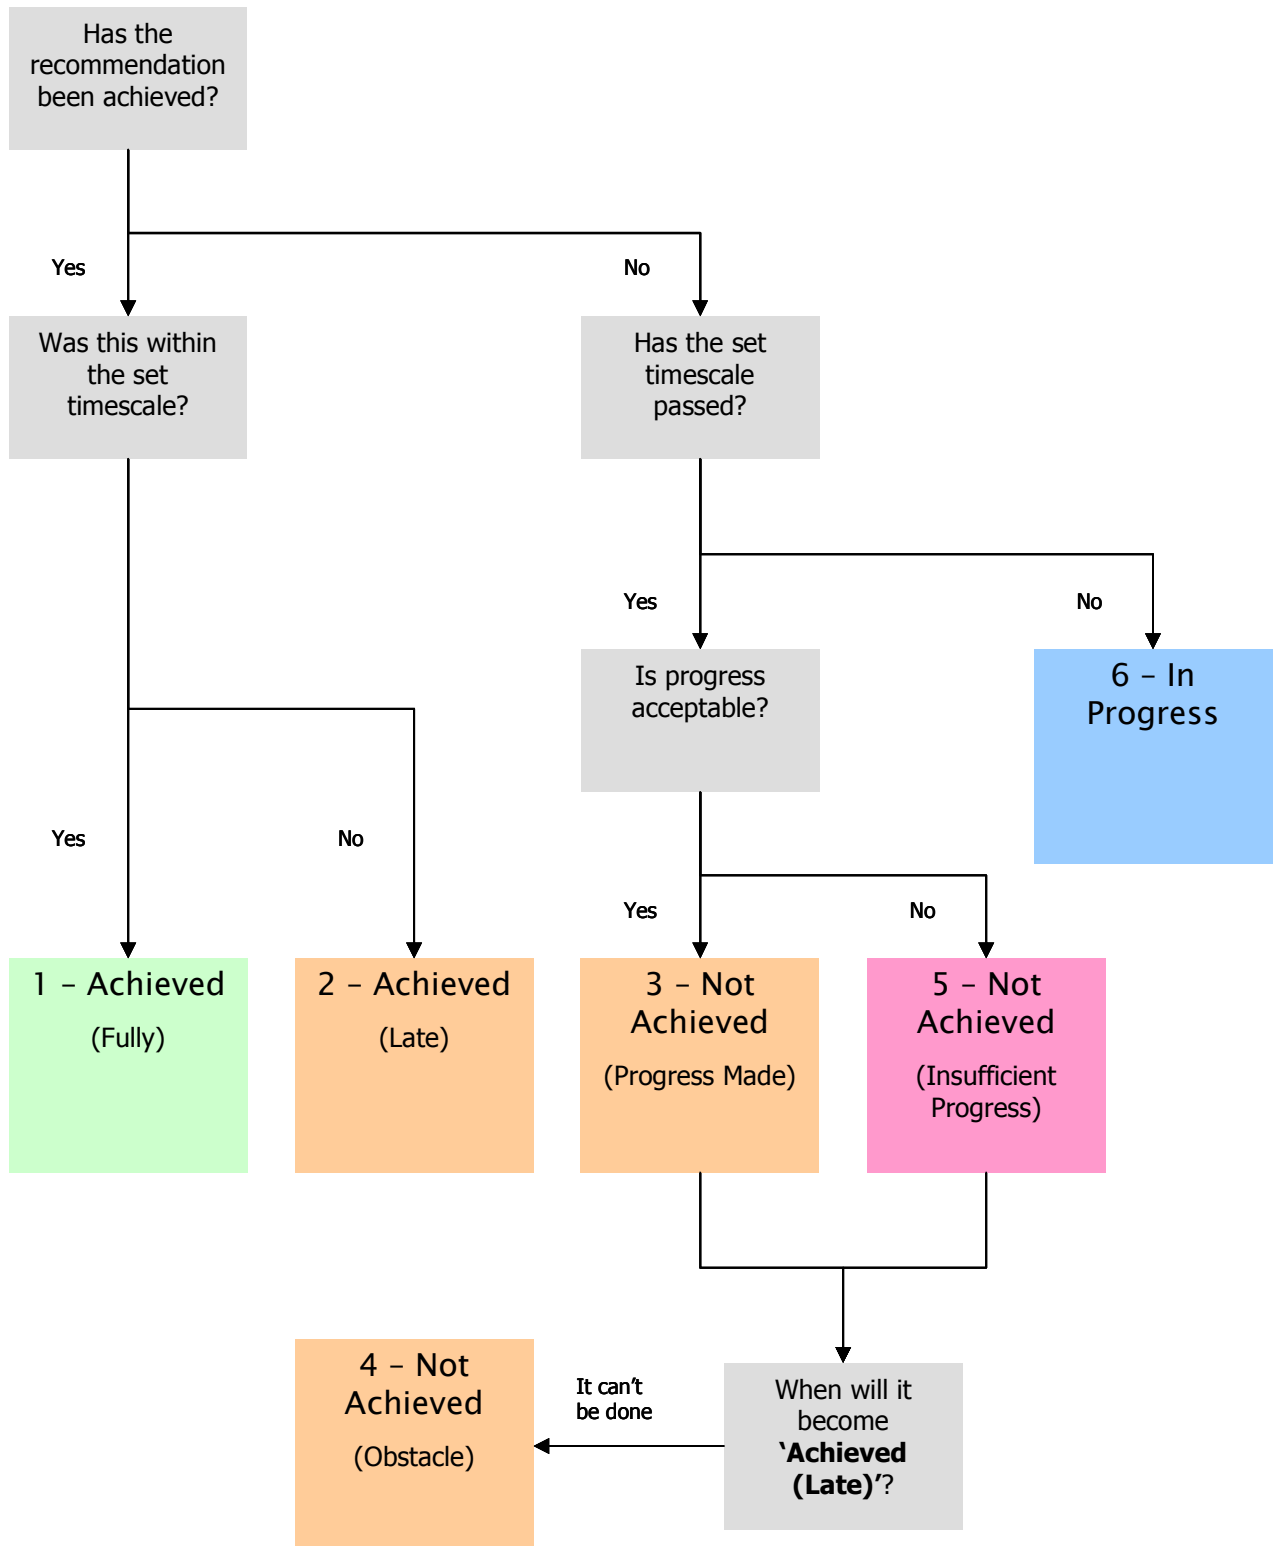 Has the
recommendation
been achieved?
Yes
No
Was this within
the set
timescale?
Has the set
timescale
passed?
Yes
No
Is progress
acceptable?
6 – In
Progress
Yes
No
Yes
No
1 – Achieved
(Fully)
2 – Achieved
(Late)
3 – Not
Achieved
(Progress Made)
5 – Not
Achieved
(Insufficient
Progress)
4 – Not
Achieved
(Obstacle)
It can't
be done
When will it
become
‘Achieved
(Late)’?